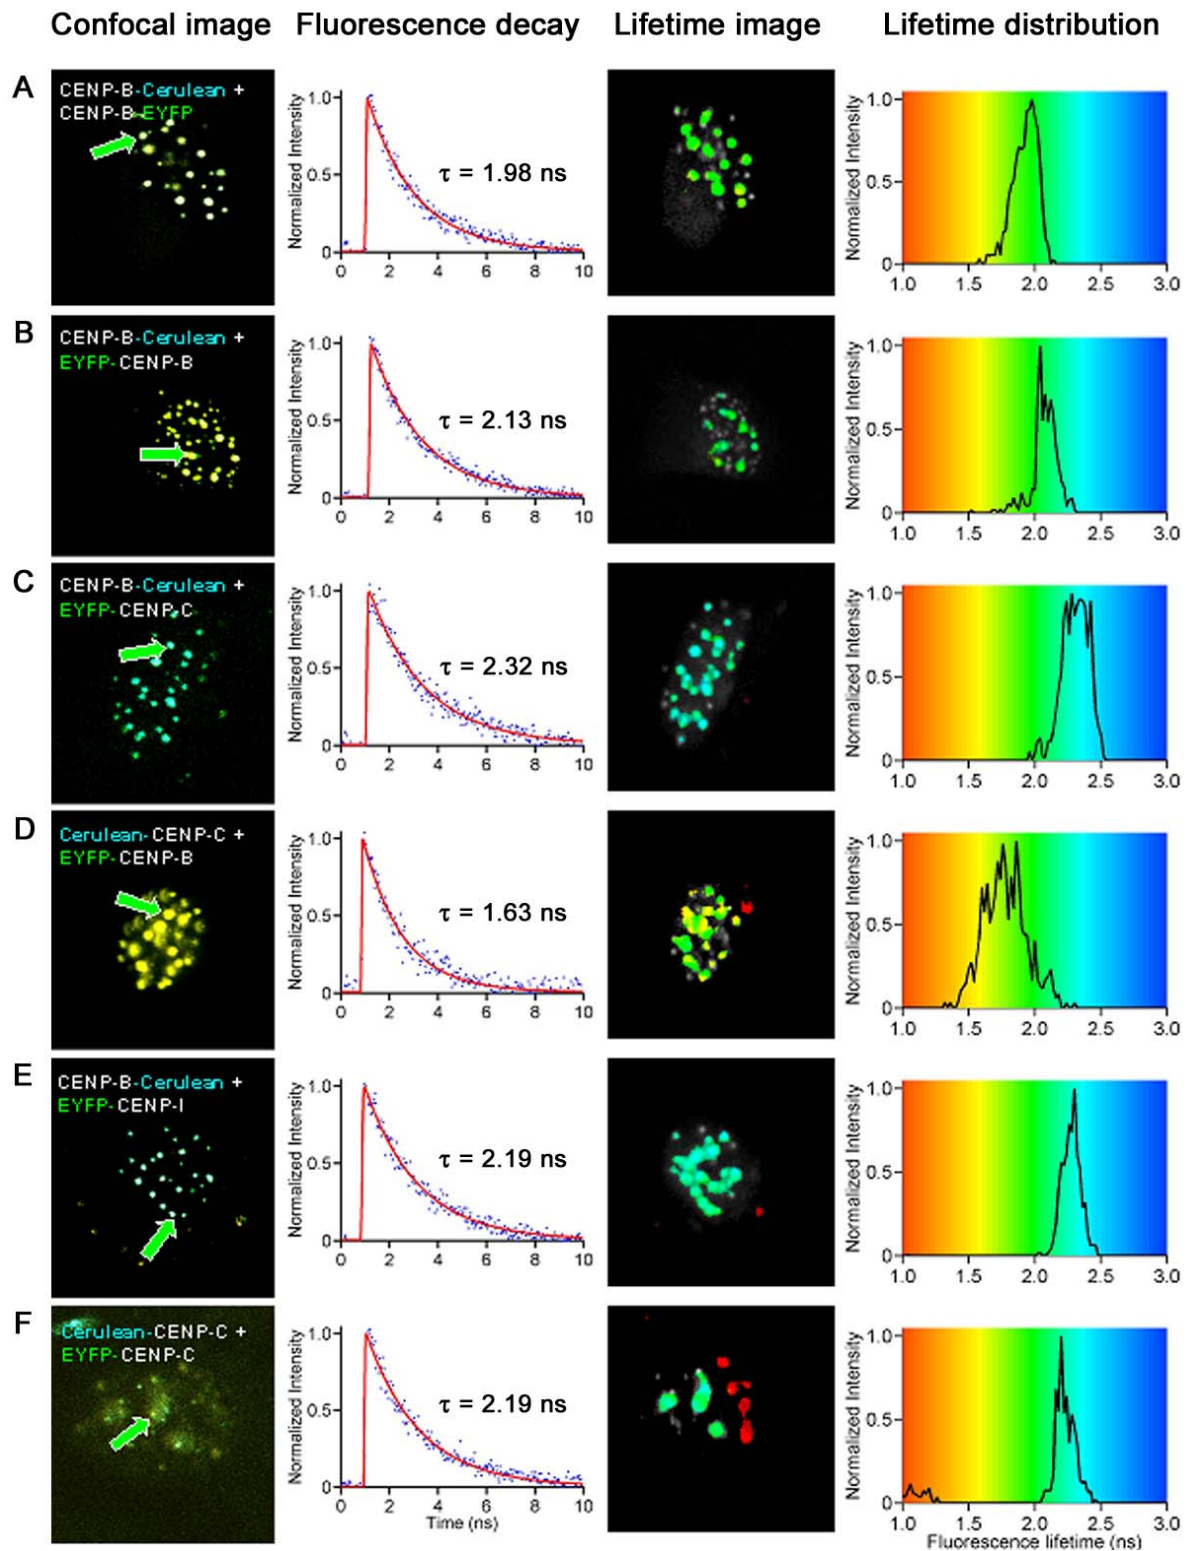 Confocal image Fluorescence decay Lifetime image Lifetime distribution
A
CENP-B-Cerulean +
CENP-B-EYFP
Normalized Intensity
1.0
0.5
0
τ = 1.98 ns
0 2 4 6 8 10
Normalized Intensity
1.0
0.5
0
1.0 1.5 2.0 2.5 3.0
B
CENP-B-Cerulean +
EYFP-CENP-B
Normalized Intensity
1.0
0.5
0
τ = 2.13 ns
0 2 4 6 8 10
Normalized Intensity
1.0
0.5
0
1.0 1.5 2.0 2.5 3.0
C
CENP-B-Cerulean +
EYFP-CENP-C
Normalized Intensity
1.0
0.5
0
τ = 2.32 ns
0 2 4 6 8 10
Normalized Intensity
1.0
0.5
0
1.0 1.5 2.0 2.5 3.0
D
Cerulean-CENP-C +
EYFP-CENP-B
Normalized Intensity
1.0
0.5
0
τ = 1.63 ns
0 2 4 6 8 10
Normalized Intensity
1.0
0.5
0
1.0 1.5 2.0 2.5 3.0
E
CENP-B-Cerulean +
EYFP-CENP-I
Normalized Intensity
1.0
0.5
0
τ = 2.19 ns
0 2 4 6 8 10
Normalized Intensity
1.0
0.5
0
1.0 1.5 2.0 2.5 3.0
F
Cerulean-CENP-C +
EYFP-CENP-C
Normalized Intensity
1.0
0.5
0
τ = 2.19 ns
0 2 4 6 8 10
Time (ns)
Normalized Intensity
1.0
0.5
0
1.0 1.5 2.0 2.5 3.0
Fluorescence lifetime (ns)